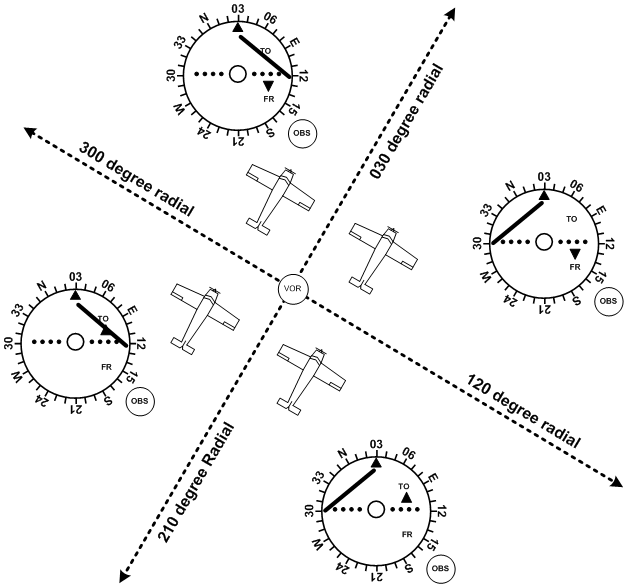 03
06
E
12
15
S
21
24
W
30
33
N
TO
FR
OBS
030 degree radial
300 degree radial
03
06
E
12
15
S
21
24
W
30
33
N
TO
FR
OBS
VOR
03
06
E
12
15
S
21
24
W
30
33
N
TO
FR
OBS
120 degree radial
210 degree Radial
03
06
E
12
15
S
21
24
W
30
33
N
TO
FR
OBS